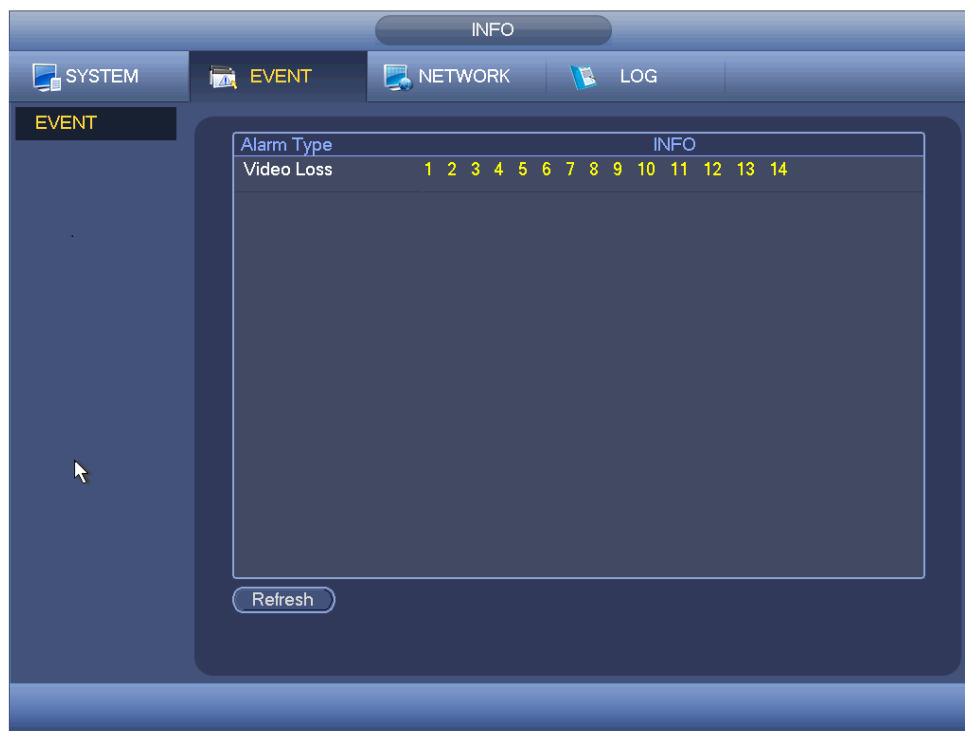 INFO
SYSTEM EVENT NETWORK LOG
EVENT
Alarm Type INFO
Video Loss 1 2 3 4 5 6 7 8 9 10 11 12 13 14
Refresh